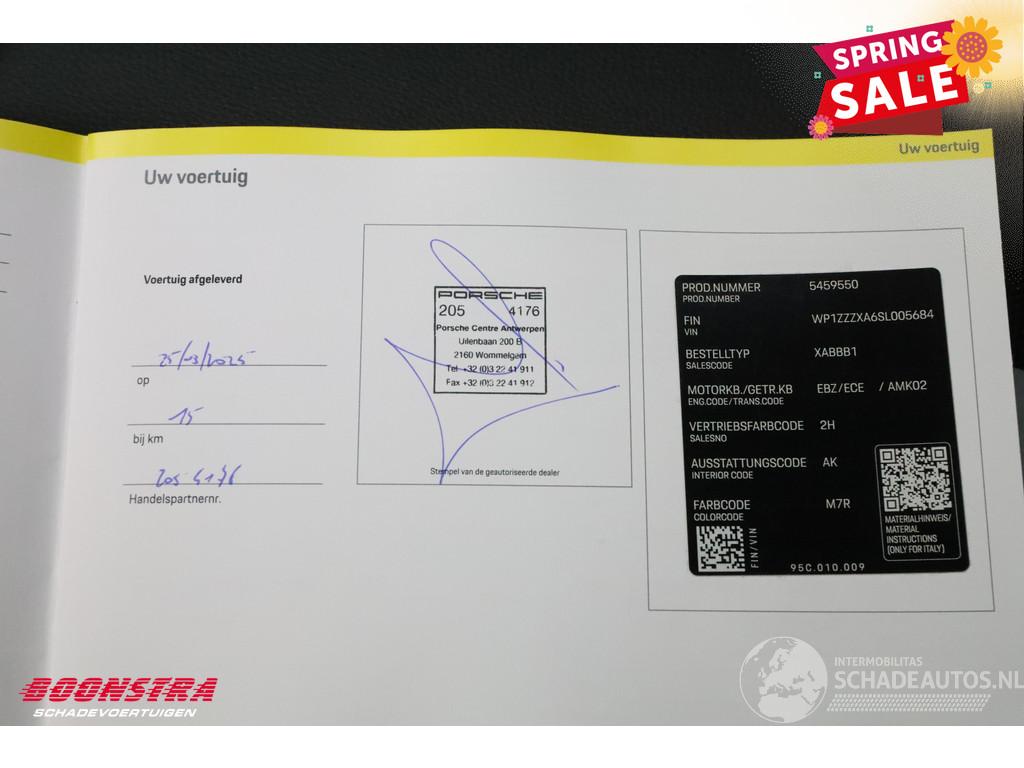 SPRING
SALE
Uw voertuig
Uw voertuig
Voertuig afgeleverd
25/03/2025
op
15
bij km
205 4176
Handelspartnernr.
PORSCHE
205 4176
Porsche Centre Antwerpen
Uilenbaan 200 B
2160 Wommelgem
Tel +32 (0)3 22 41 911
Fax +32 (0)3 22 41 912
Stempel van de geautoriseerde dealer
PROD.NUMMER 5459550
PROD.NUMBER
FIN WP1ZZZXA6SL005684
VIN
BESTELLTYP XABBB1
SALESCODE
MOTORKB./GETR.KB EBZ/ECE / AMK02
ENG.CODE/TRANS.CODE
VERTRIEBSFARBCODE 2H
SALESNO
AUSSTATTUNGSCODE AK
INTERIOR CODE
FARBCODE M7R
COLORCODE
FIN/VIN
MATERIALHINWEIS/
MATERIAL
INSTRUCTIONS
(ONLY FOR ITALY)
95C.010.009
BOONSTRA
SCHADEVOERTUIGEN
INTERMOBILITAS
SCHADEAUTOS.NL